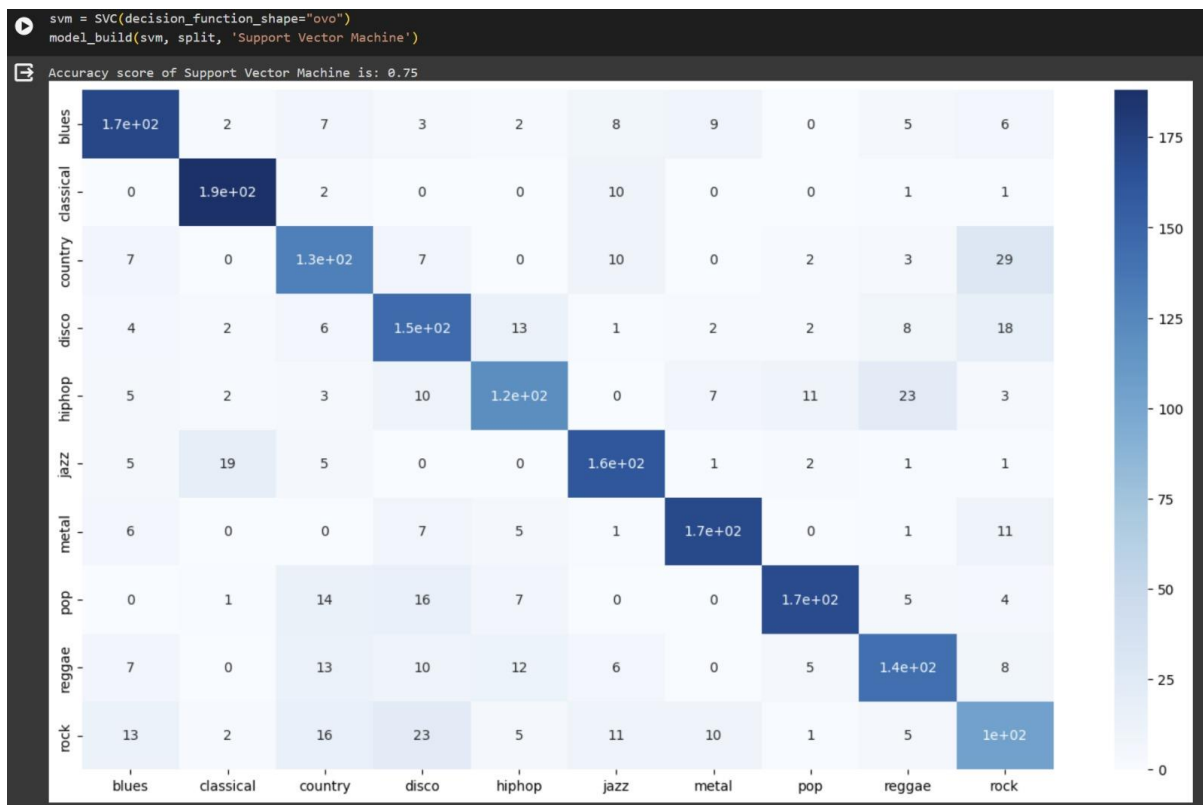 svm = SVC(decision_function_shape="ovo")
model_build(svm, split, 'Support Vector Machine')
Accuracy score of Support Vector Machine is: 0.75
blues 1.7e+02 2 7 3 2 8 9 0 5 6
classical 0 1.9e+02 2 0 0 10 0 0 1 1
country 7 0 1.3e+02 7 0 10 0 2 3 29
disco 4 2 6 1.5e+02 13 1 2 2 8 18
hiphop 5 2 3 10 1.2e+02 0 7 11 23 3
jazz 5 19 5 0 0 1.6e+02 1 2 1 1
metal 6 0 0 7 5 1 1.7e+02 0 1 11
pop 0 1 14 16 7 0 0 1.7e+02 5 4
reggae 7 0 13 10 12 6 0 5 1.4e+02 8
rock 13 2 16 23 5 11 10 1 5 1e+02
blues classical country disco hiphop jazz metal pop reggae rock
175
150
125
100
75
50
25
0